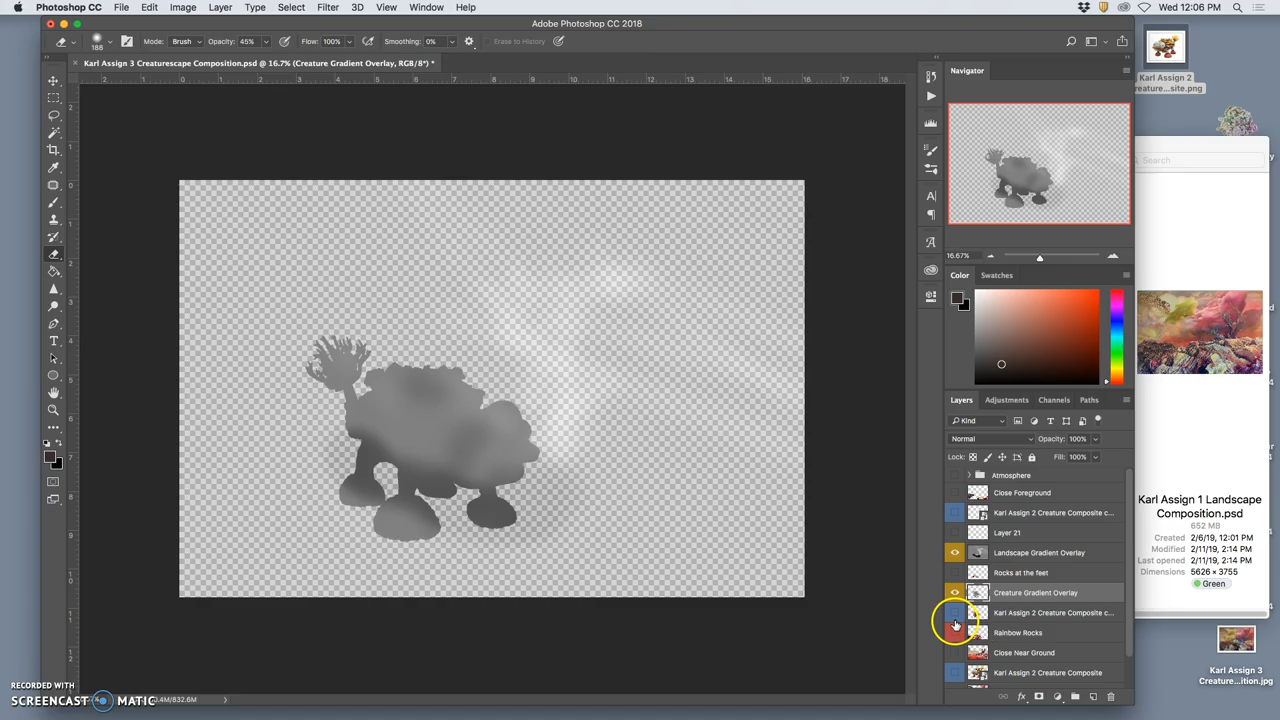 Photoshop CC File Edit Image Layer Type Select Filter 3D View Window Help Wed 12:06 PM
Adobe Photoshop CC 2018
Mode: Brush Opacity: 45% Flow: 100% Smoothing: 0% Erase to History
188
Karl Assign 3 Creaturescape Composition.psd @ 16.7% (Creature Gradient Overlay, RGB/8*) *
Navigator
16.67%
Color Swatches
Layers Adjustments Channels Paths
Kind
Normal Opacity: 100%
Lock: Fill: 100%
Atmosphere
Close Foreground
Karl Assign 2 Creature Composite c...
Layer 21
Landscape Gradient Overlay
Rocks at the feet
Creature Gradient Overlay
Karl Assign 2 Creature Composite c...
Rainbow Rocks
Close Near Ground
Karl Assign 2 Creature Composite
Karl Assign 2
Creature...site.png
Search
Karl Assign 1 Landscape
Composition.psd
652 MB
Created 2/6/19, 12:01 PM
Modified 2/11/19, 2:14 PM
Last opened 2/11/19, 2:14 PM
Dimensions 5626 × 3755
Green
Karl Assign 3
Creature...ition.jpg
RECORDED WITH
SCREENCAST MATIC
0.4M/832.6M